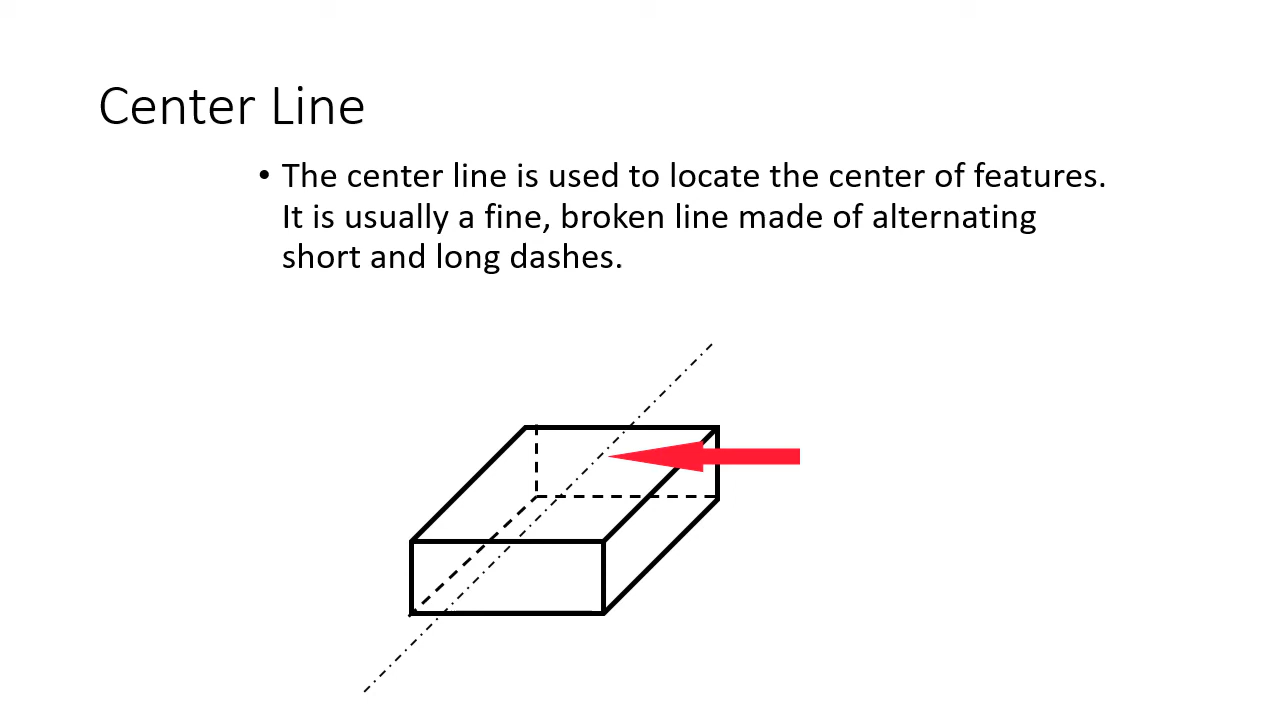 Center Line
• The center line is used to locate the center of features.
It is usually a fine, broken line made of alternating
short and long dashes.